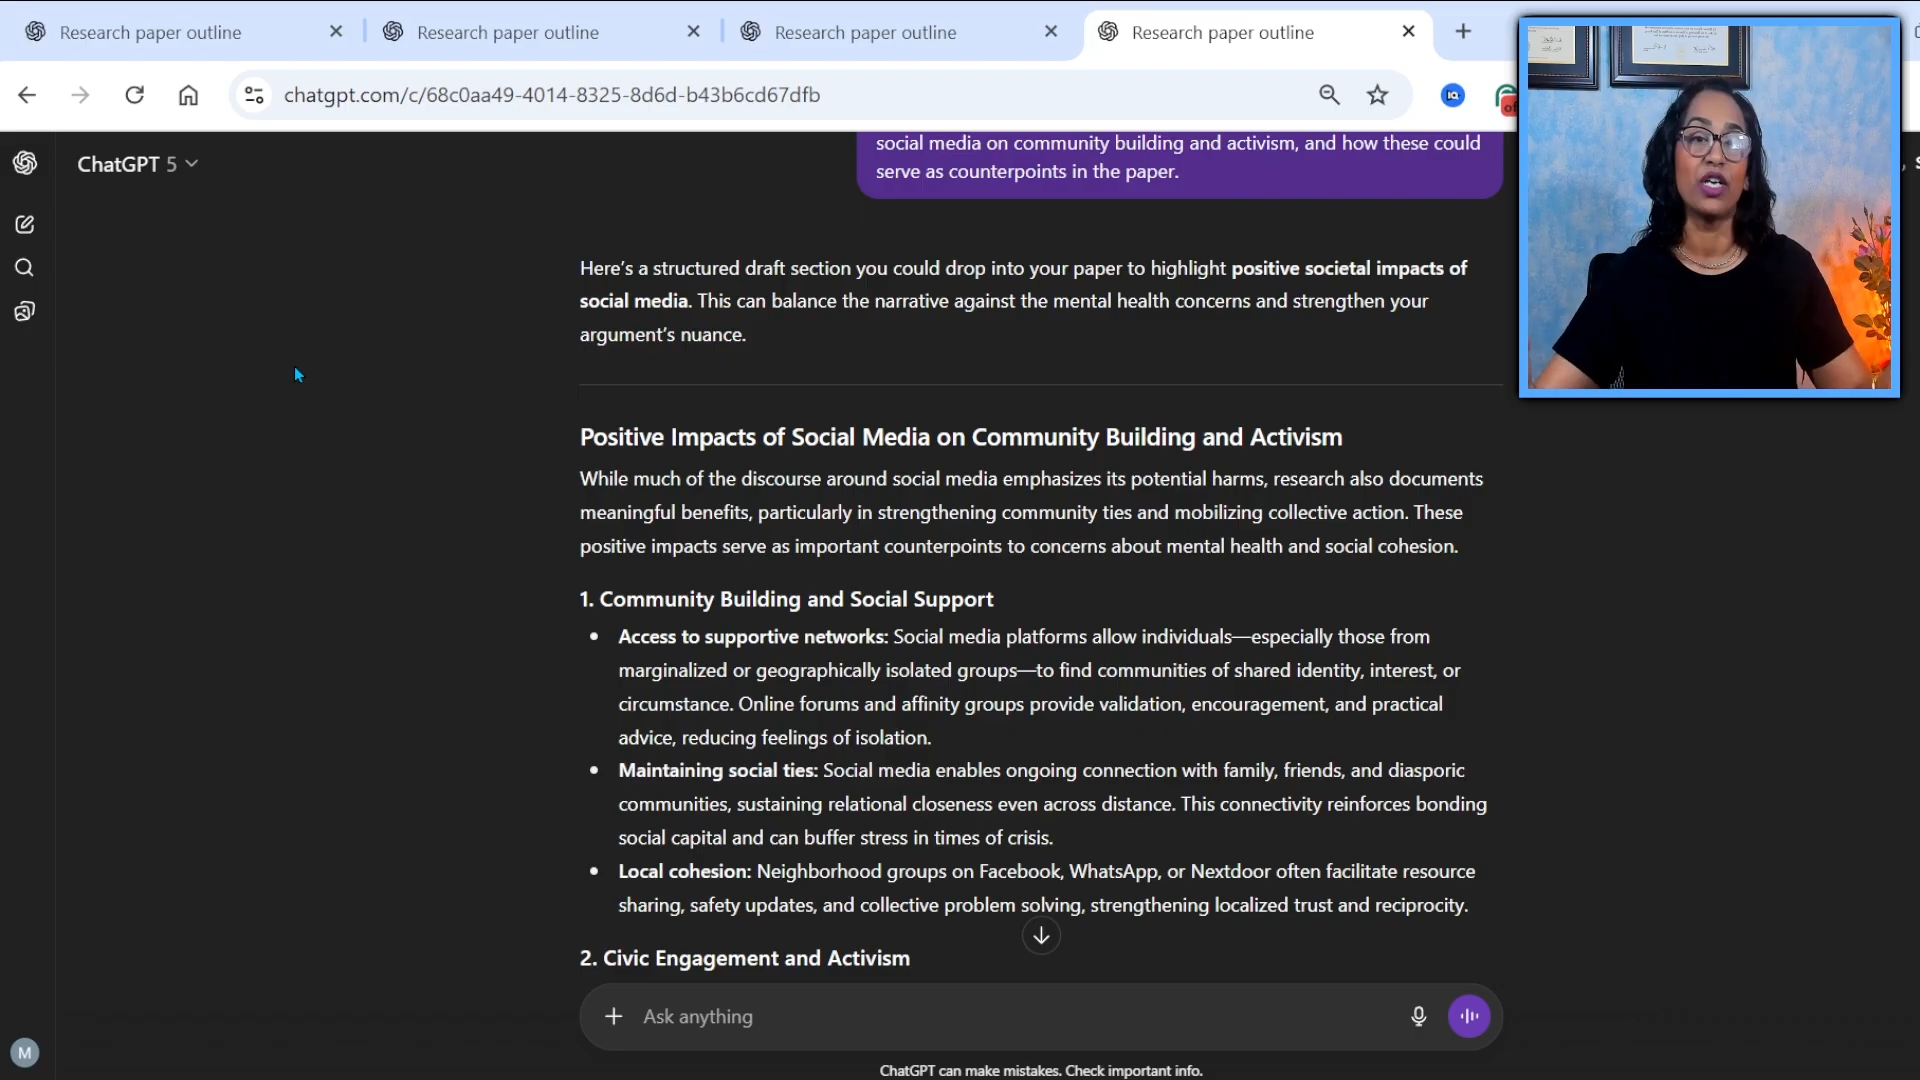 Research paper outline
Research paper outline
Research paper outline
Research paper outline
chatgpt.com/c/68c0aa49-4014-8325-8d6d-b43b6cd67dfb
IQ
of
ChatGPT 5
social media on community building and activism, and how these could
serve as counterpoints in the paper.
Here’s a structured draft section you could drop into your paper to highlight positive societal impacts of
social media. This can balance the narrative against the mental health concerns and strengthen your
argument’s nuance.
Positive Impacts of Social Media on Community Building and Activism
While much of the discourse around social media emphasizes its potential harms, research also documents
meaningful benefits, particularly in strengthening community ties and mobilizing collective action. These
positive impacts serve as important counterpoints to concerns about mental health and social cohesion.
1. Community Building and Social Support
• Access to supportive networks: Social media platforms allow individuals—especially those from
marginalized or geographically isolated groups—to find communities of shared identity, interest, or
circumstance. Online forums and affinity groups provide validation, encouragement, and practical
advice, reducing feelings of isolation.
• Maintaining social ties: Social media enables ongoing connection with family, friends, and diasporic
communities, sustaining relational closeness even across distance. This connectivity reinforces bonding
social capital and can buffer stress in times of crisis.
• Local cohesion: Neighborhood groups on Facebook, WhatsApp, or Nextdoor often facilitate resource
sharing, safety updates, and collective problem solving, strengthening localized trust and reciprocity.
2. Civic Engagement and Activism
Ask anything
M
ChatGPT can make mistakes. Check important info.